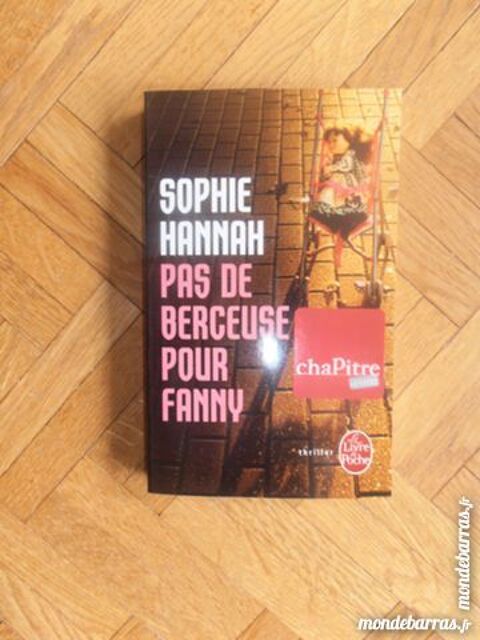 SOPHIE
HANNAH
PAS DE
BERCEUSE
POUR
FANNY
chaPitre
thriller
Le
Livre
de
Poche
mondebarras.fr
mondebarras.fr